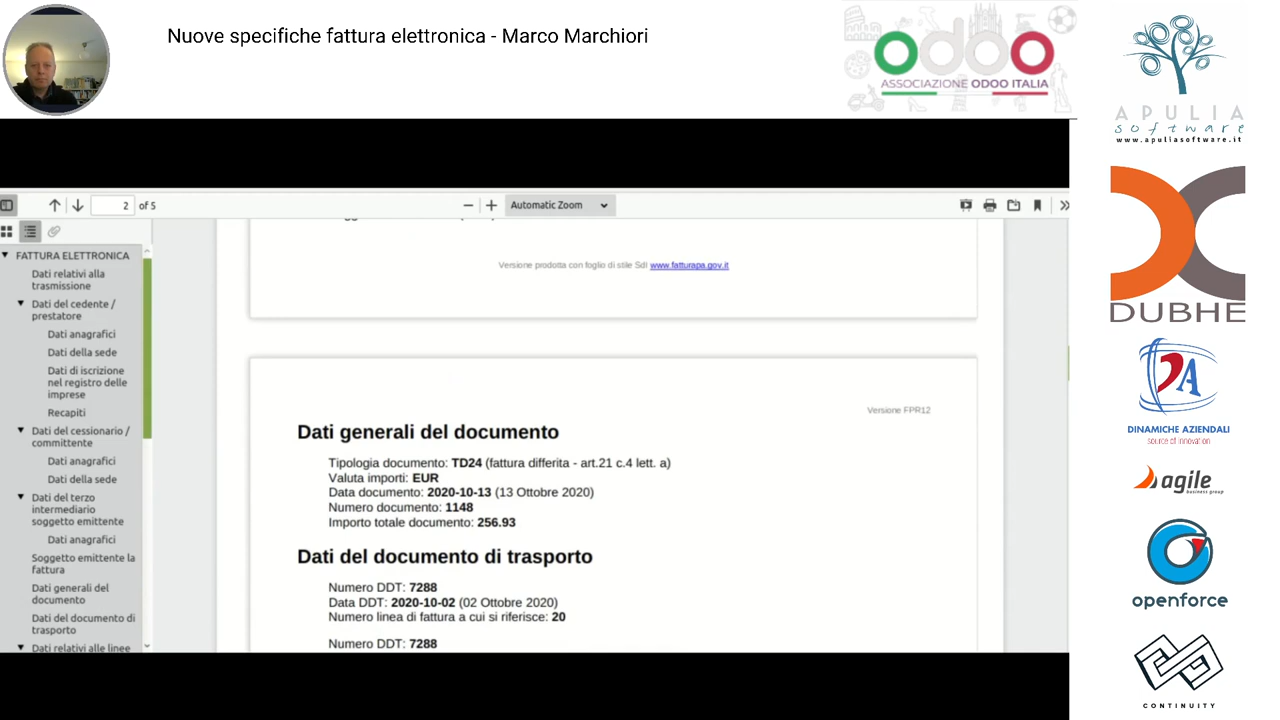 Nuove specifiche fattura elettronica - Marco Marchiori
odoo
ASSOCIAZIONE ODOO ITALIA
APULIA
software
www.apuliasoftware.it
DUBHE
DINAMICHE AZIENDALI
source of innovation
agile
business group
openforce
CONTINUITY
2 of 5
Automatic Zoom
FATTURA ELETTRONICA
Dati relativi alla
trasmissione
Dati del cedente /
prestatore
Dati anagrafici
Dati della sede
Dati di iscrizione
nel registro delle
imprese
Recapiti
Dati del cessionario /
committente
Dati anagrafici
Dati della sede
Dati del terzo
intermediario
soggetto emittente
Dati anagrafici
Soggetto emittente la
fattura
Dati generali del
documento
Dati del documento di
trasporto
Dati relativi alle linee
Versione prodotta con foglio di stile SdI www.fatturapa.gov.it
Versione FPR12
Dati generali del documento
Tipologia documento: TD24 (fattura differita - art.21 c.4 lett. a)
Valuta importi: EUR
Data documento: 2020-10-13 (13 Ottobre 2020)
Numero documento: 1148
Importo totale documento: 256.93
Dati del documento di trasporto
Numero DDT: 7288
Data DDT: 2020-10-02 (02 Ottobre 2020)
Numero linea di fattura a cui si riferisce: 20
Numero DDT: 7288